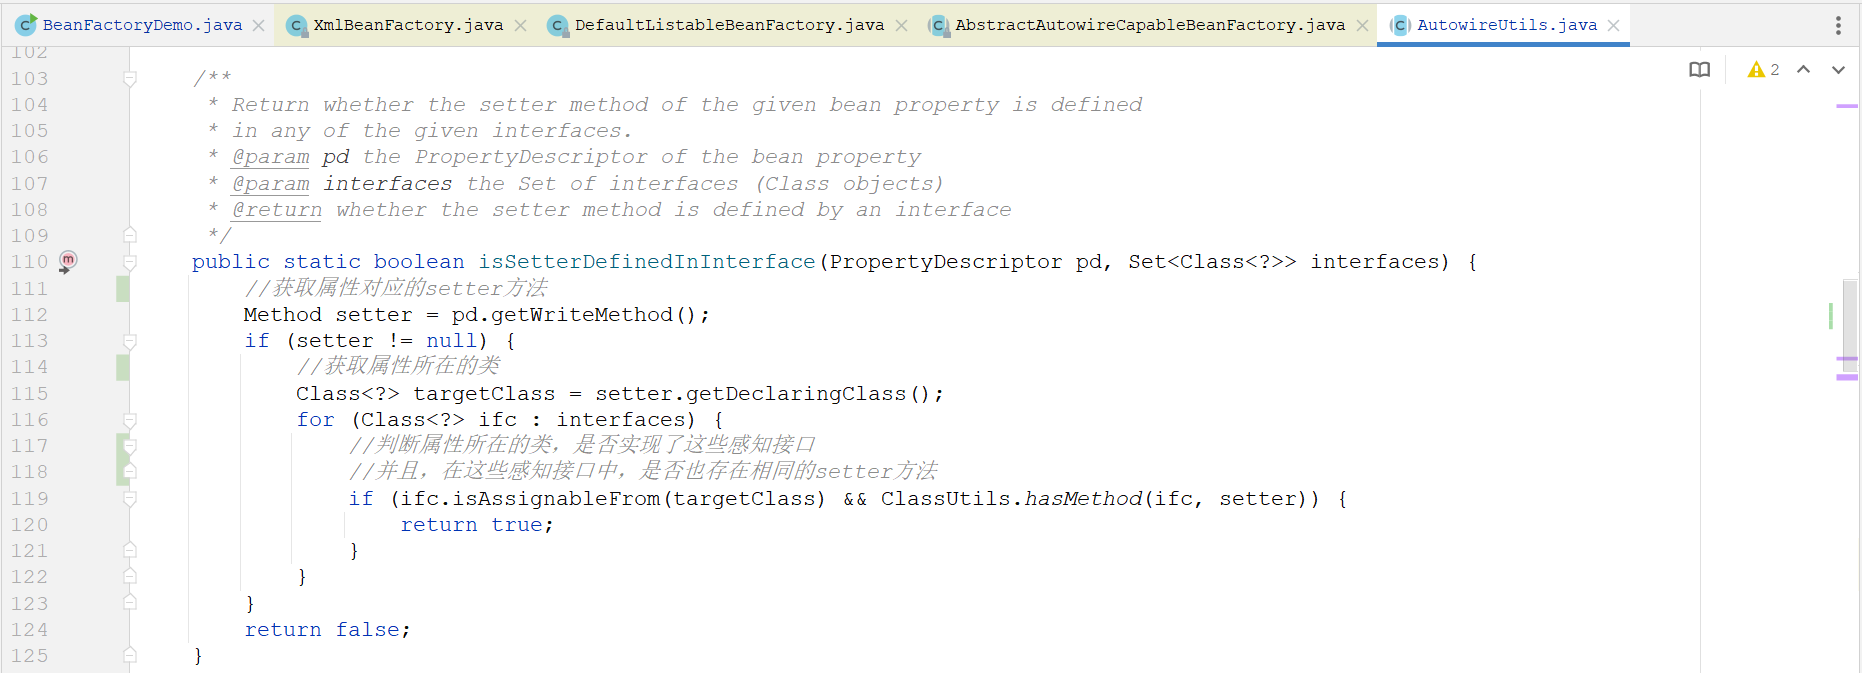 BeanFactoryDemo.java XmlBeanFactory.java DefaultListableBeanFactory.java AbstractAutowireCapableBeanFactory.java AutowireUtils.java
102
103 /**
104 * Return whether the setter method of the given bean property is defined
105 * in any of the given interfaces.
106 * @param pd the PropertyDescriptor of the bean property
107 * @param interfaces the Set of interfaces (Class objects)
108 * @return whether the setter method is defined by an interface
109 */
110 public static boolean isSetterDefinedInInterface(PropertyDescriptor pd, Set<Class<?>> interfaces) {
111 //获取属性对应的setter方法
112 Method setter = pd.getWriteMethod();
113 if (setter != null) {
114 //获取属性所在的类
115 Class<?> targetClass = setter.getDeclaringClass();
116 for (Class<?> ifc : interfaces) {
117 //判断属性所在的类，是否实现了这些感知接口
118 //并且，在这些感知接口中，是否也存在相同的setter方法
119 if (ifc.isAssignableFrom(targetClass) && ClassUtils.hasMethod(ifc, setter)) {
120 return true;
121 }
122 }
123 }
124 return false;
125 }
2